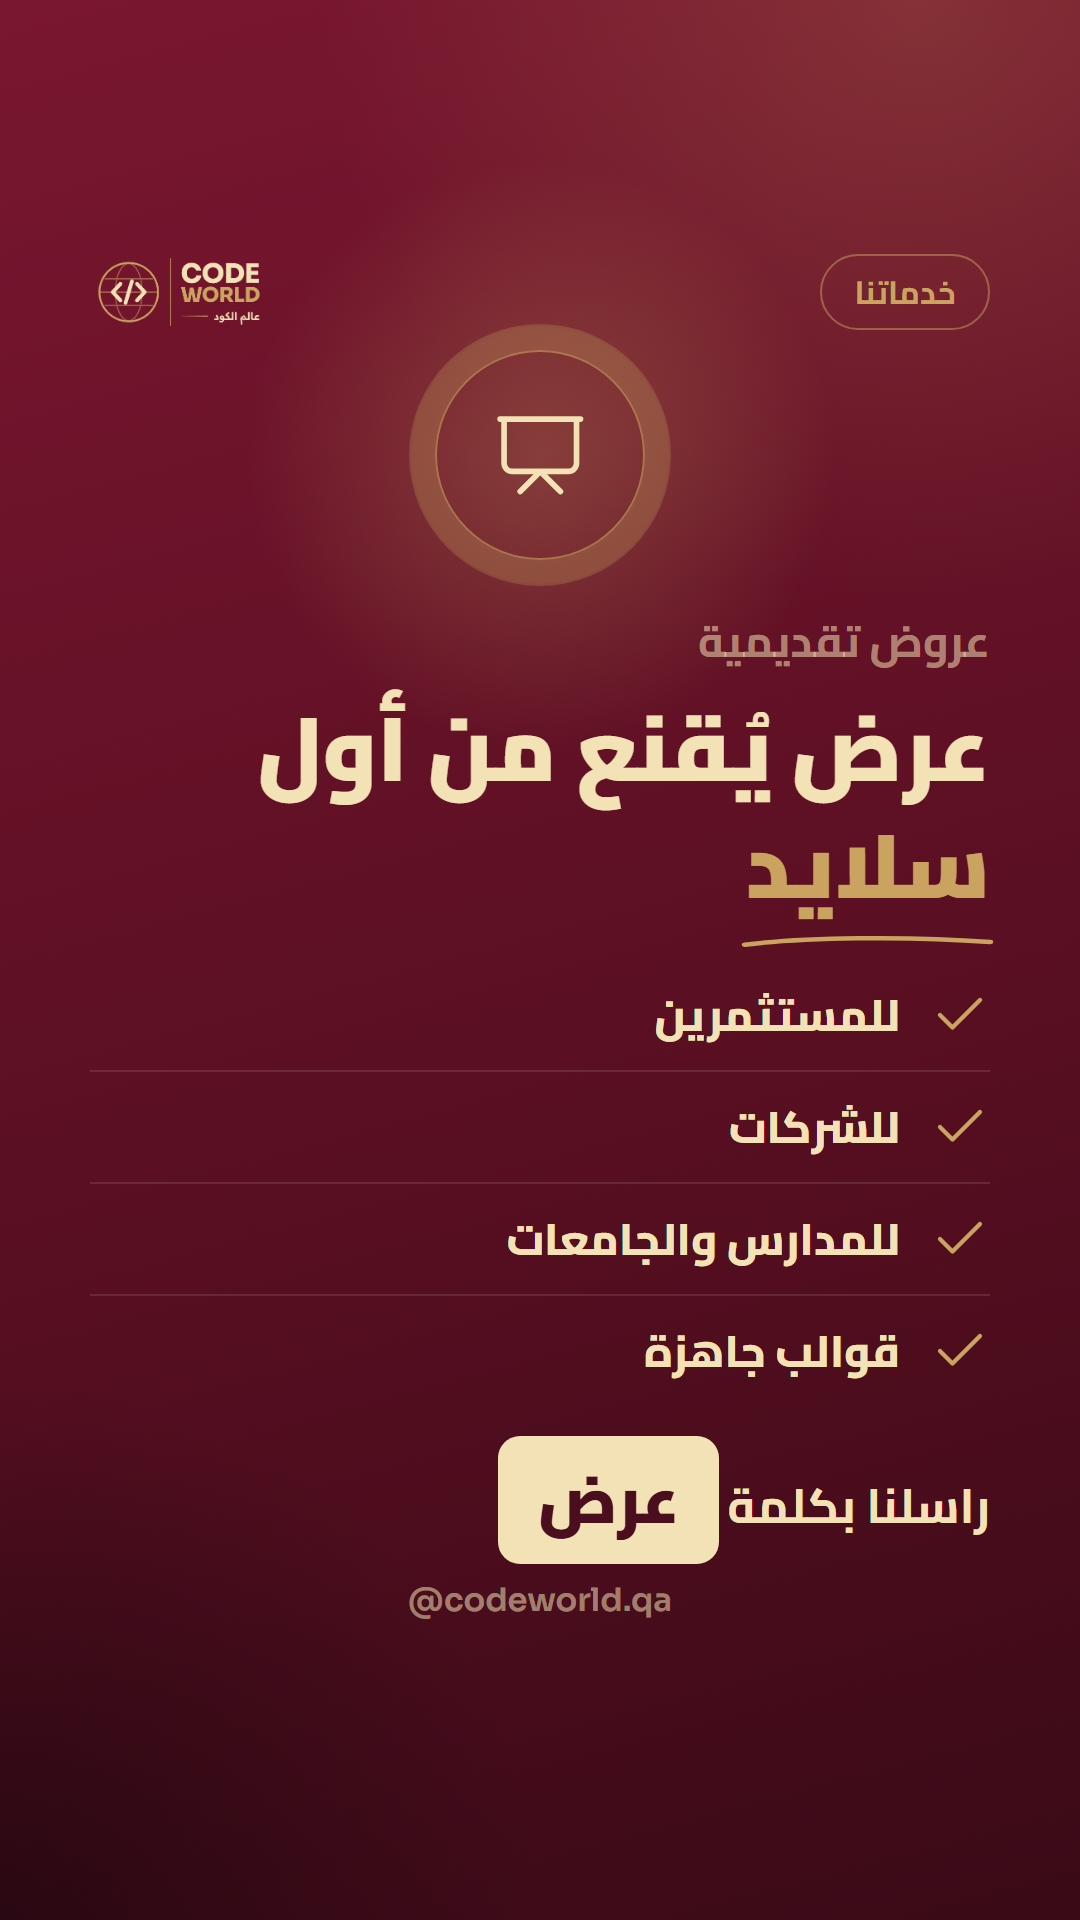 خدماتنا
CODE
WORLD
عالم الكود
عروض تقديمية
عرض يُقنع من أول
سلايد
للمستثمرين
للشركات
للمدارس والجامعات
قوالب جاهزة
راسلنا بكلمة عرض
@codeworld.qa